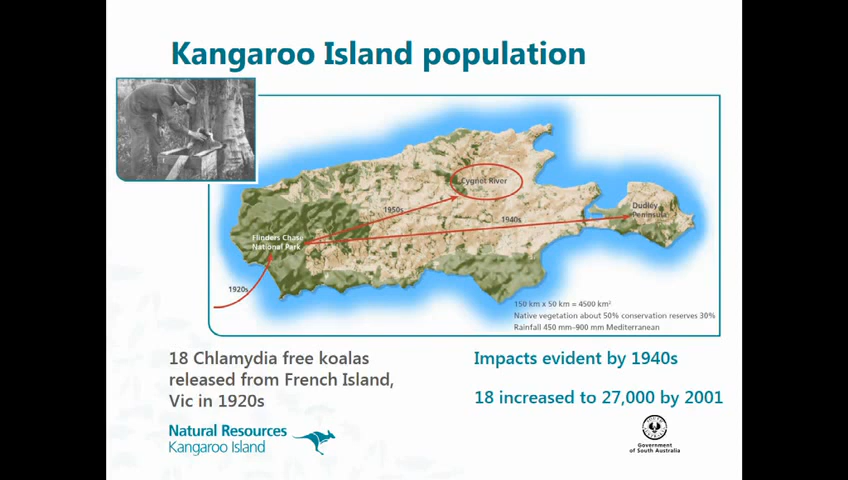 Kangaroo Island population
Cygnet River
1950s
Dudley
Peninsula
1940s
Flinders Chase
National Park
1920s
150 km x 50 km = 4500 km²
Native vegetation about 50% conservation reserves 30%
Rainfall 450 mm–900 mm Mediterranean
18 Chlamydia free koalas
released from French Island,
Vic in 1920s
Impacts evident by 1940s
18 increased to 27,000 by 2001
Natural Resources
Kangaroo Island
Government
of South Australia